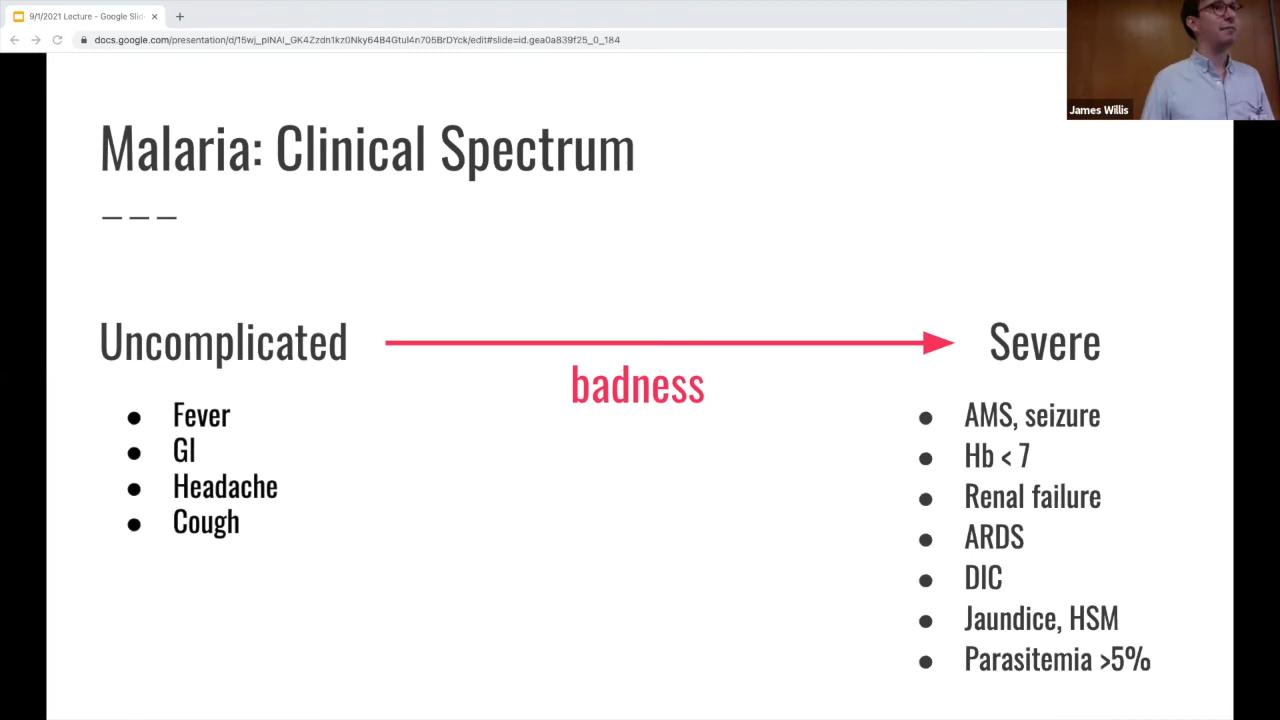 9/1/2021 Lecture - Google Slid
docs.google.com/presentation/d/15wj_pINAI_GK4Zzdn1kz0Nky64B4Gtul4n705BrDYck/edit#slide=id.gea0a839f25_0_184
James Willis
Malaria: Clinical Spectrum
Uncomplicated
badness
Severe
● Fever
● GI
● Headache
● Cough
● AMS, seizure
● Hb < 7
● Renal failure
● ARDS
● DIC
● Jaundice, HSM
● Parasitemia >5%